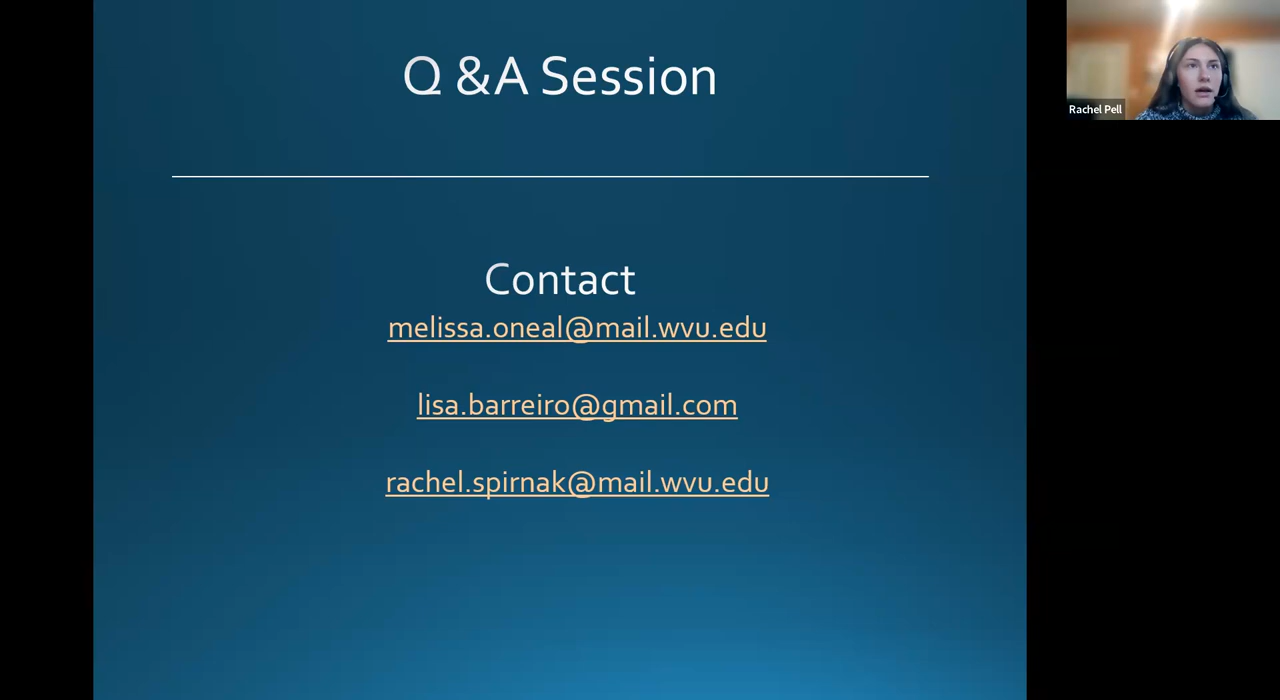 Q &A Session
Rachel Pell
Contact
melissa.oneal@mail.wvu.edu
lisa.barreiro@gmail.com
rachel.spirnak@mail.wvu.edu